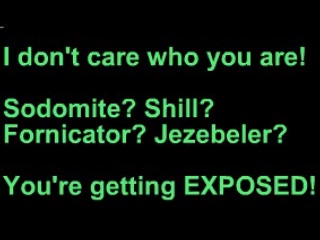 I don't care who you are!
Sodomite? Shill?
Fornicator? Jezebeler?
You're getting EXPOSED!